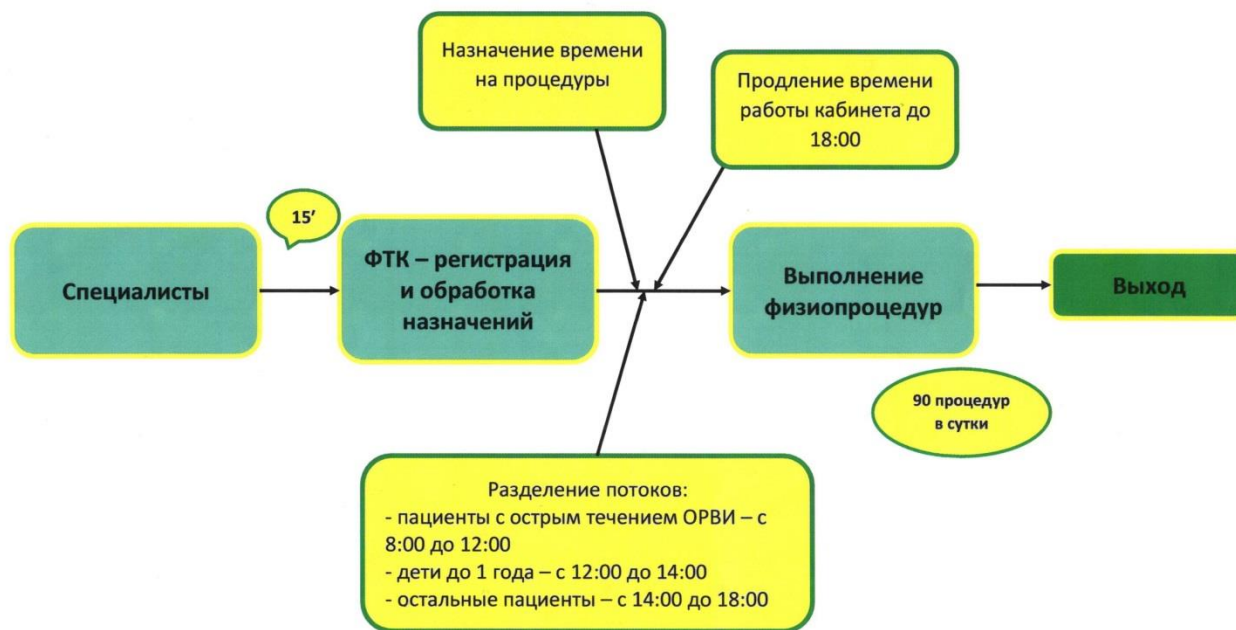 Назначение времени
на процедуры
Продление времени
работы кабинета до
18:00
15′
Специалисты
ФТК – регистрация
и обработка
назначений
Выполнение
физиопроцедур
Выход
90 процедур
в сутки
Разделение потоков:
- пациенты с острым течением ОРВИ – с
8:00 до 12:00
- дети до 1 года – с 12:00 до 14:00
- остальные пациенты – с 14:00 до 18:00